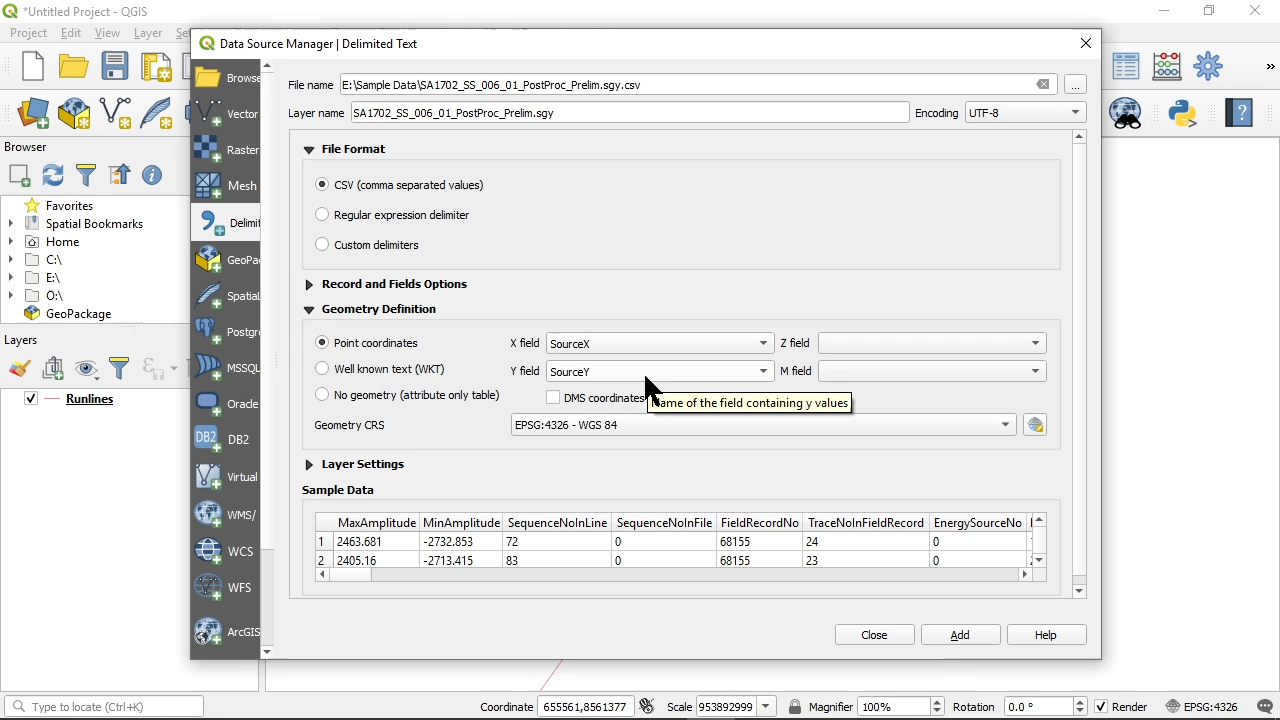 *Untitled Project - QGIS
Project Edit View Layer
Data Source Manager | Delimited Text
File name E:\Sample Data\SA1702_SS_006_01_PostProc_Prelim.sgy.csv ...
Layer name SA1702_SS_006_01_PostProc_Prelim.sgy Encoding UTF-8
Browser
Favorites
Spatial Bookmarks
Home
C:\
E:\
O:\
GeoPackage
Layers
Runlines
Browse
Vector
Raster
Mesh
Delimit
GeoPa
Spatial
Postgr
MSSQL
Oracle
DB2 DB2
Virtual
WMS/
WCS
WFS
ArcGIS
File Format
CSV (comma separated values)
Regular expression delimiter
Custom delimiters
Record and Fields Options
Geometry Definition
Point coordinates X field SourceX Z field
Well known text (WKT) Y field SourceY M field
No geometry (attribute only table) DMS coordinates
ame of the field containing y values
Geometry CRS EPSG:4326 - WGS 84
Layer Settings
Sample Data
MaxAmplitude MinAmplitude SequenceNoInLine SequenceNoInFile FieldRecordNo TraceNoInFieldRecord EnergySourceNo
1 2463.681 -2732.853 72 0 68155 24 0
2 2405.16 -2713.415 83 0 68155 23 0
Close Add Help
Type to locate (Ctrl+K) Coordinate 655561,8561377 Scale 953892999 Magnifier 100% Rotation 0.0 ° Render EPSG:4326